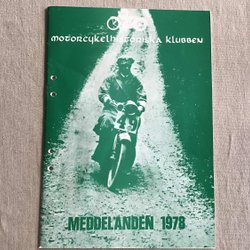 MOTORCYKELHISTORISKA KLUBBEN
MEDDELANDEN 1978